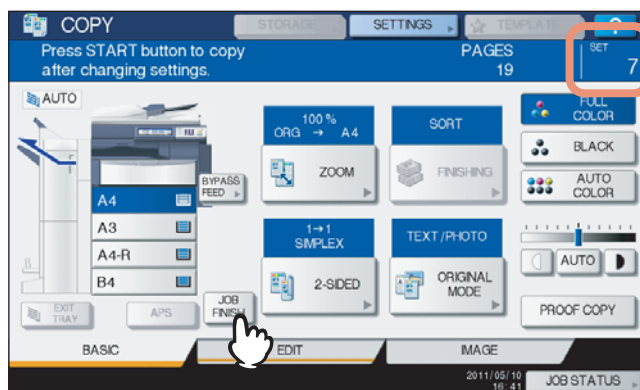 COPY
STORAGE
SETTINGS
TEMPLATE
?
Press START button to copy
after changing settings.
PAGES
19
SET
7
AUTO
100 %
ORG → A4
ZOOM
SORT
FINISHING
FULL
COLOR
BLACK
AUTO
COLOR
BYPASS
FEED
A4
A3
A4-R
B4
1→1
SIMPLEX
2-SIDED
TEXT/PHOTO
ORIGINAL
MODE
AUTO
EXIT
TRAY
APS
JOB
FINISH
PROOF COPY
BASIC
EDIT
IMAGE
2011/05/10
16:41
JOB STATUS